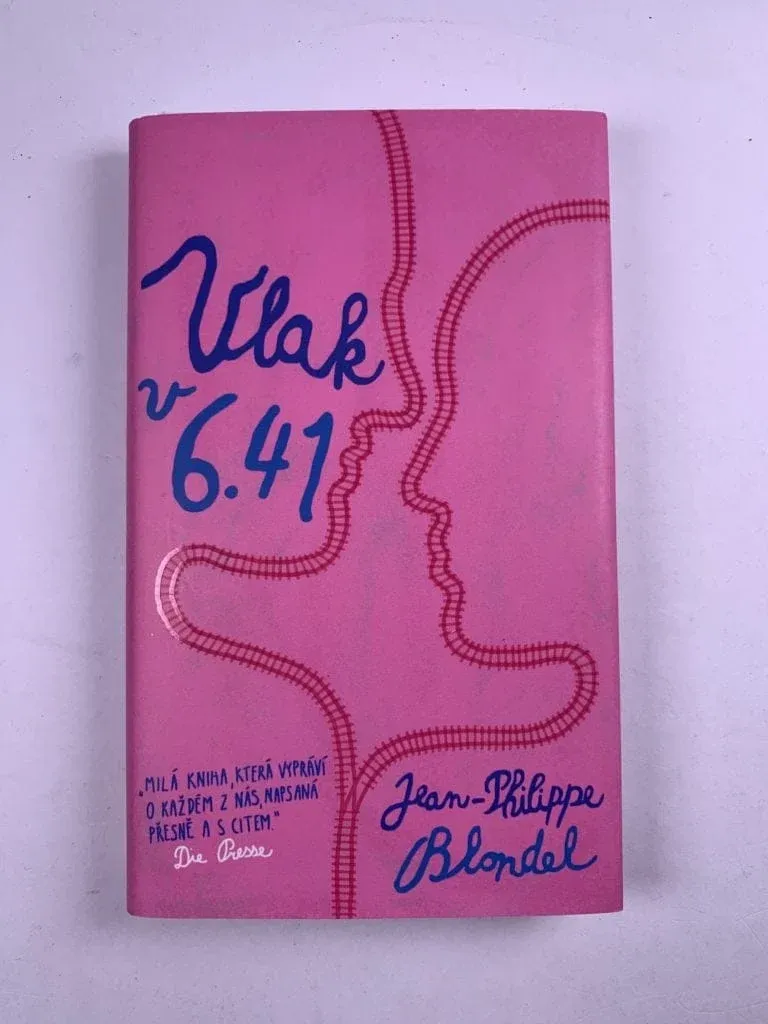 Vlak
v
6.41
"MILÁ KNIHA, KTERÁ VYPRÁVÍ
O KAŽDÉM Z NÁS, NAPSANÁ
PŘESNĚ A S CITEM."
Die Presse
Jean-Philippe
Blondel